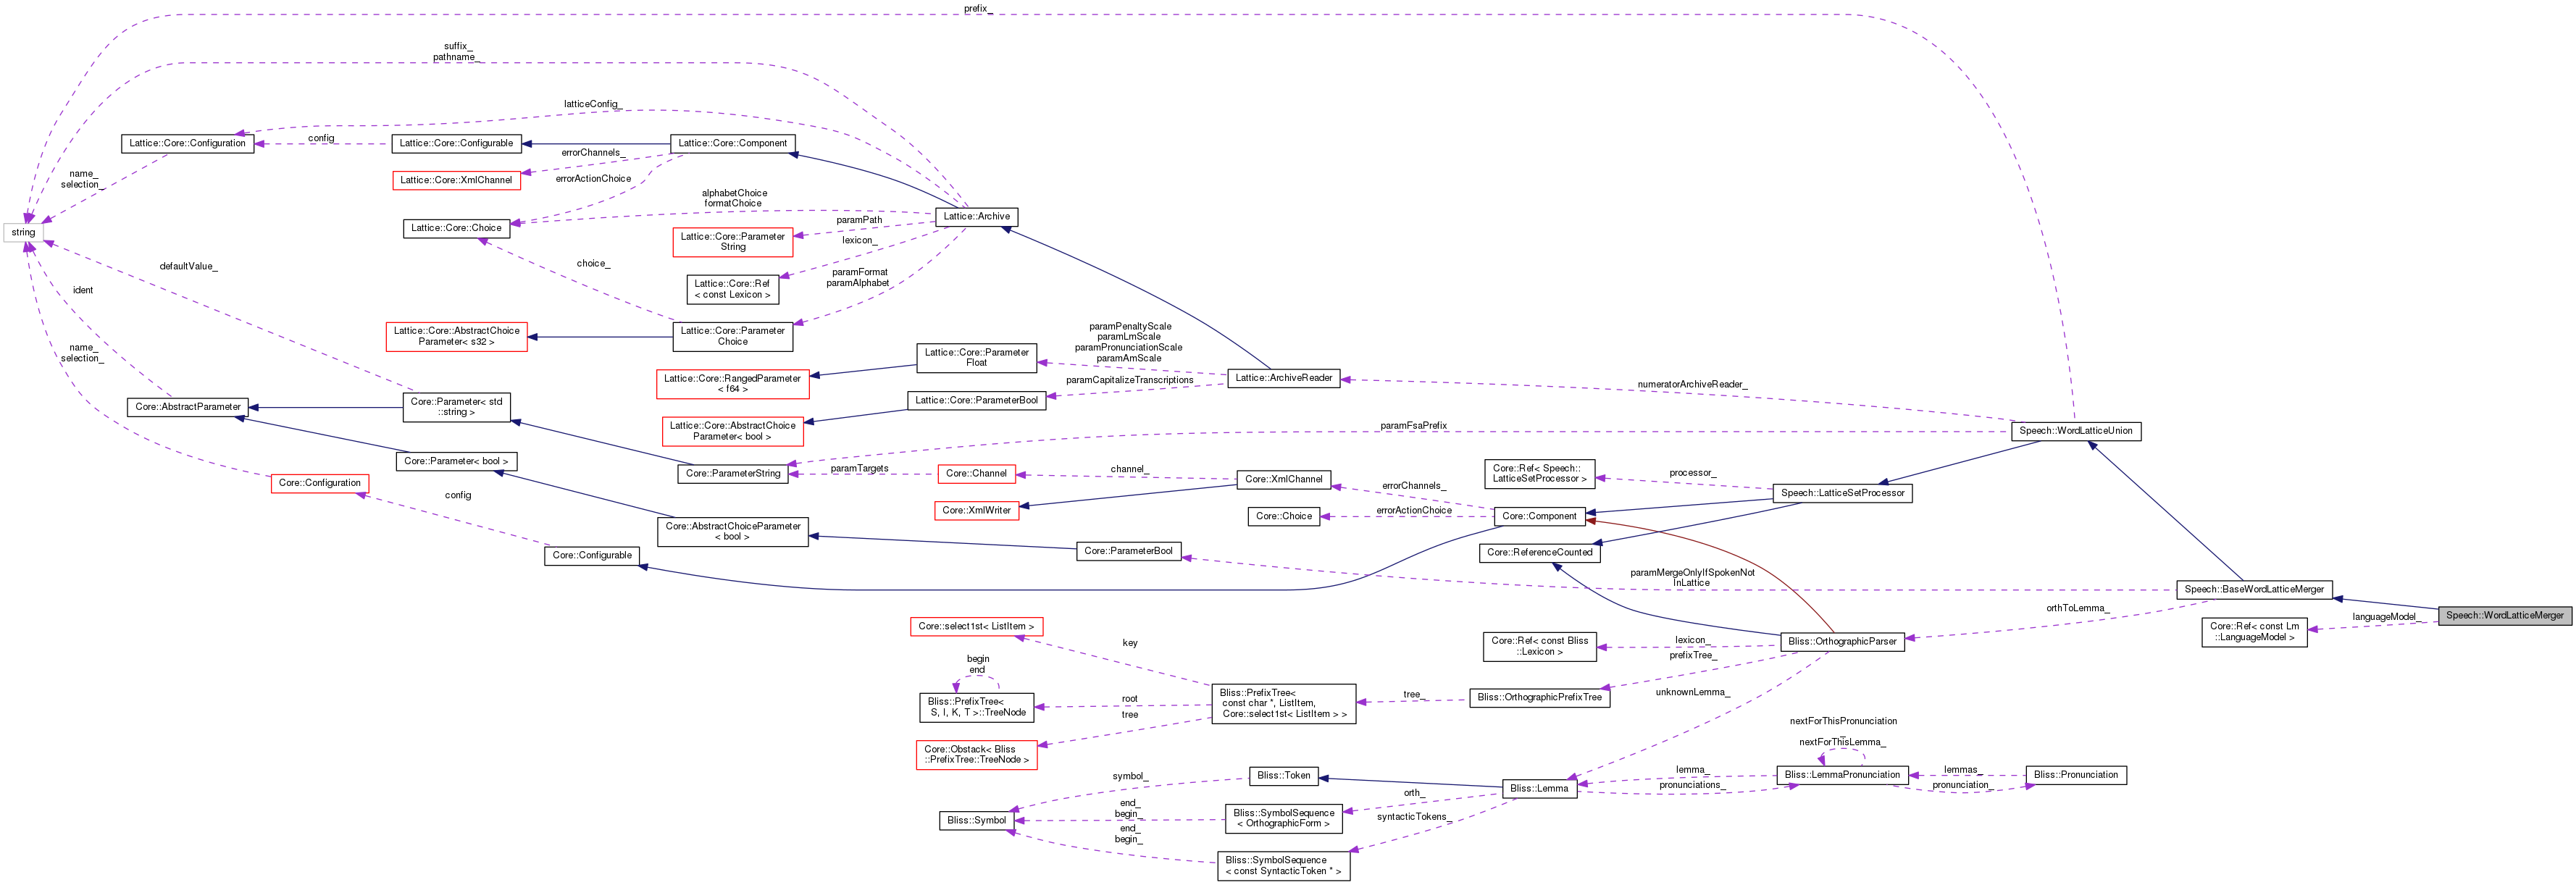 prefix_
suffix_
pathname_
latticeConfig_
Lattice::Core::Configuration
config
Lattice::Core::Configurable
Lattice::Core::Component
errorChannels_
Lattice::Core::XmlChannel
errorActionChoice
name_
selection_
alphabetChoice
formatChoice
Lattice::Archive
paramPath
Lattice::Core::Choice
string
Lattice::Core::Parameter
String
lexicon_
defaultValue_
choice_
paramFormat
paramAlphabet
Lattice::Core::Ref
< const Lexicon >
ident
Lattice::Core::AbstractChoice
Parameter< s32 >
Lattice::Core::Parameter
Choice
paramPenaltyScale
paramLmScale
paramPronunciationScale
paramAmScale
name_
selection_
Lattice::Core::Parameter
Float
Lattice::Core::RangedParameter
< f64 >
Lattice::ArchiveReader
paramCapitalizeTranscriptions
numeratorArchiveReader_
Lattice::Core::ParameterBool
Core::AbstractParameter
Core::Parameter< std
::string >
Lattice::Core::AbstractChoice
Parameter< bool >
paramFsaPrefix
Speech::WordLatticeUnion
Core::Parameter< bool >
Core::ParameterString
paramTargets
Core::Channel
channel_
Core::XmlChannel
Core::Ref< Speech::
LatticeSetProcessor >
processor_
Speech::LatticeSetProcessor
Core::Configuration
config
errorChannels_
Core::XmlWriter
Core::Choice
errorActionChoice
Core::Component
Core::AbstractChoiceParameter
< bool >
Core::Configurable
Core::ParameterBool
Core::ReferenceCounted
paramMergeOnlyIfSpokenNot
InLattice
Speech::BaseWordLatticeMerger
orthToLemma_
languageModel_
Speech::WordLatticeMerger
Core::Ref< const Lm
::LanguageModel >
Core::select1st< ListItem >
key
Core::Ref< const Bliss
::Lexicon >
lexicon_
Bliss::OrthographicParser
prefixTree_
begin
end
Bliss::PrefixTree<
S, I, K, T >::TreeNode
root
tree
Bliss::PrefixTree<
const char *, ListItem,
Core::select1st< ListItem > >
tree_
Bliss::OrthographicPrefixTree
unknownLemma_
Core::Obstack< Bliss
::PrefixTree::TreeNode >
nextForThisPronunciation
_
nextForThisLemma_
symbol_
Bliss::Token
Bliss::Lemma
lemma_
pronunciations_
Bliss::LemmaPronunciation
lemmas_
pronunciation_
Bliss::Pronunciation
orth_
end_
begin_
Bliss::Symbol
Bliss::SymbolSequence
< OrthographicForm >
syntacticTokens_
end_
begin_
Bliss::SymbolSequence
< const SyntacticToken * >